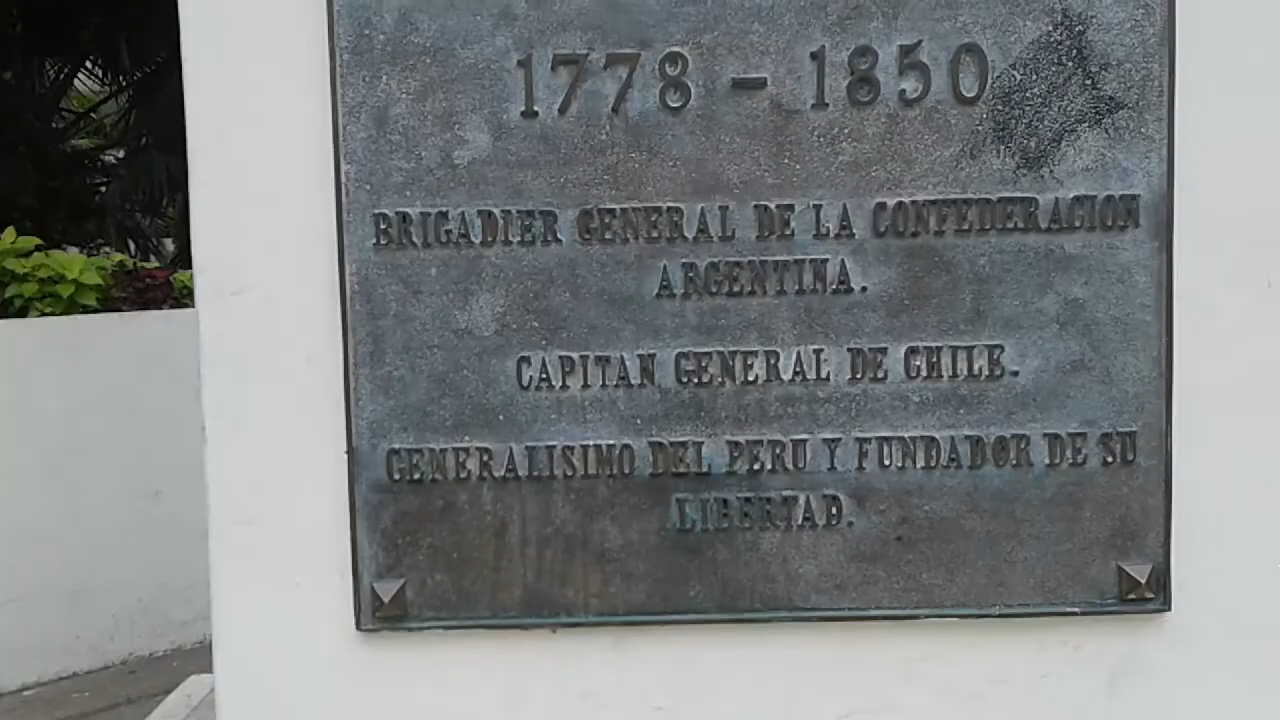 1778 - 1850
BRIGADIER GENERAL DE LA CONFEDERACION
ARGENTINA.
CAPITAN GENERAL DE CHILE.
GENERALISIMO DEL PERU Y FUNDADOR DE SU
LIBERTAD.